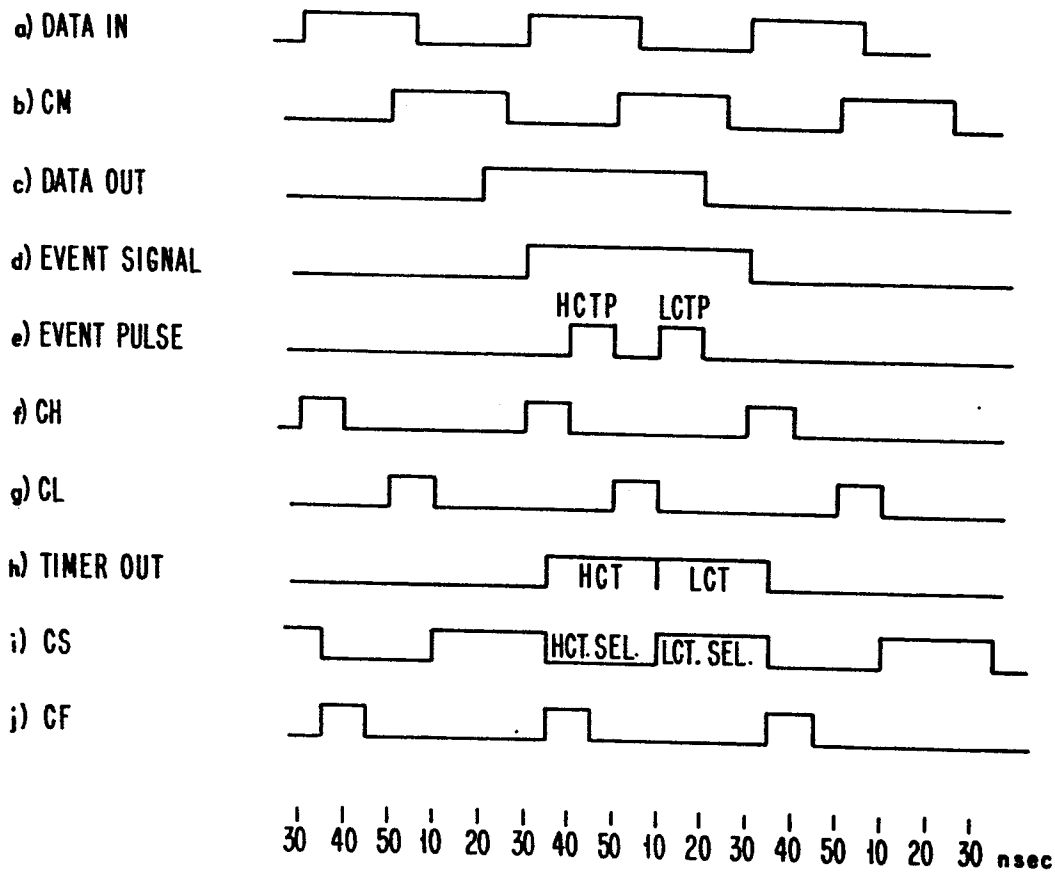 a) DATA IN
b) CM
c) DATA OUT
d) EVENT SIGNAL
HCTP LCTP
e) EVENT PULSE
f) CH
g) CL
h) TIMER OUT
HCT LCT
i) CS
HCT. SEL. LCT. SEL.
j) CF
30 40 50 10 20 30 40 50 10 20 30 40 50 10 20 30 nsec